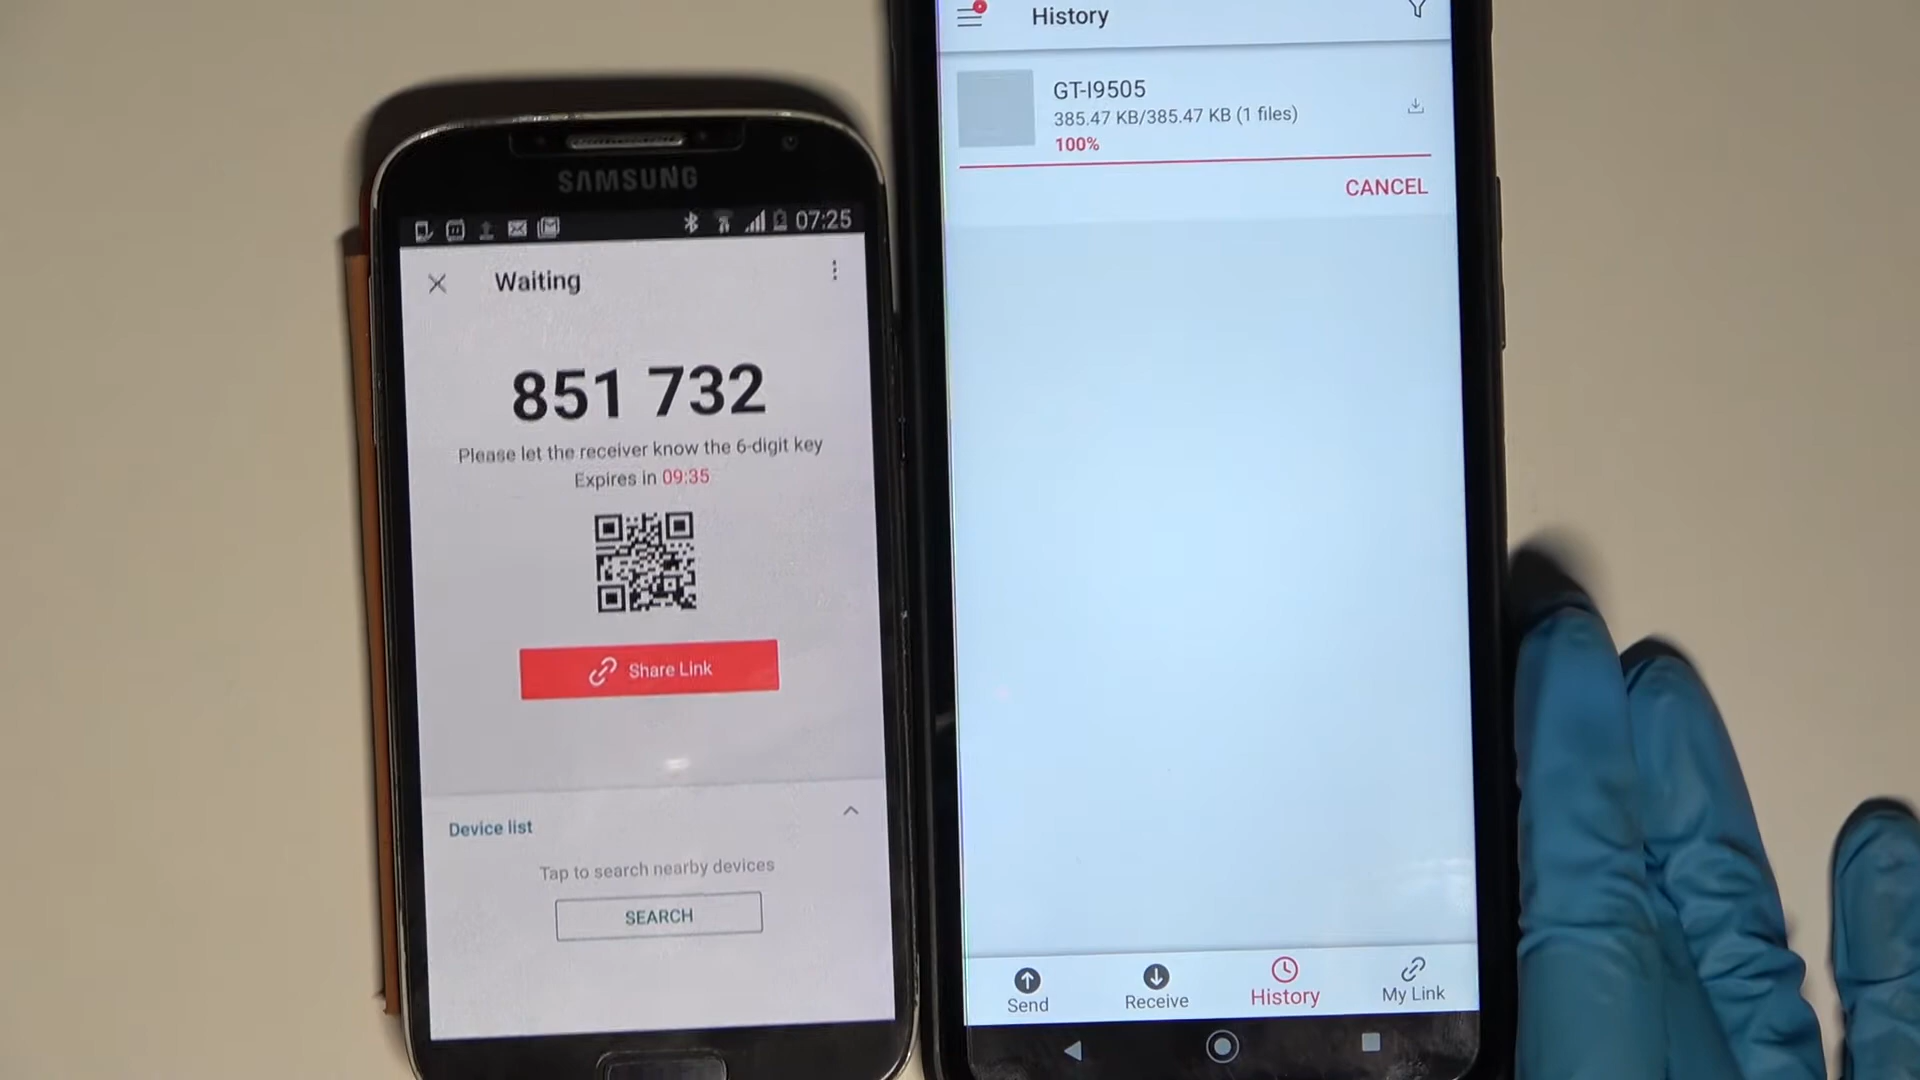 SAMSUNG
07:25
Waiting
851 732
Please let the receiver know the 6-digit key
Expires in 09:35
Share Link
Device list
Tap to search nearby devices
SEARCH
History
GT-I9505
385.47 KB/385.47 KB (1 files)
100%
CANCEL
Send
Receive
History
My Link